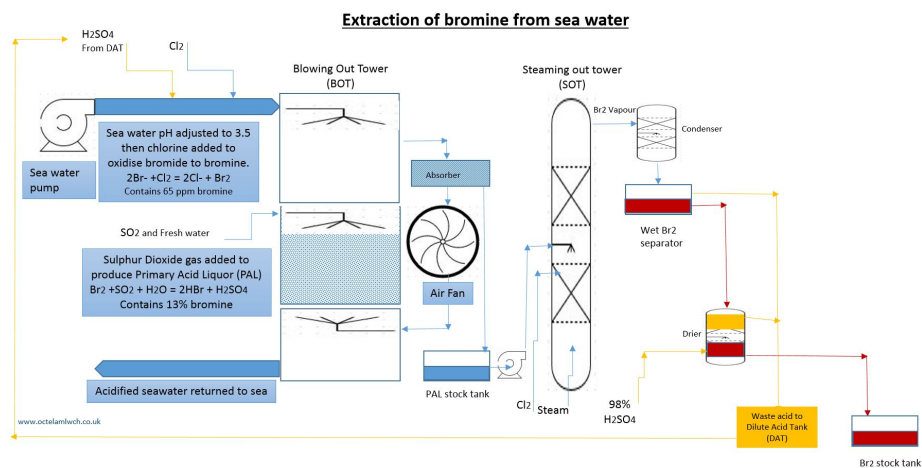 Extraction of bromine from sea water
H2SO4
From DAT
Cl2
Blowing Out Tower
(BOT)
Steaming out tower
(SOT)
Br2 Vapour
Condenser
Sea water pH adjusted to 3.5
then chlorine added to
oxidise bromide to bromine.
2Br- +Cl2 = 2Cl- + Br2
Contains 65 ppm bromine
Sea water
pump
Absorber
Wet Br2
separator
SO2 and Fresh water
Sulphur Dioxide gas added to
produce Primary Acid Liquor (PAL)
Br2 +SO2 + H2O = 2HBr + H2SO4
Contains 13% bromine
Air Fan
Drier
Acidified seawater returned to sea
PAL stock tank
Cl2
Steam
98%
H2SO4
Waste acid to
Dilute Acid Tank
(DAT)
www.octelamlwch.co.uk
Br2 stock tank